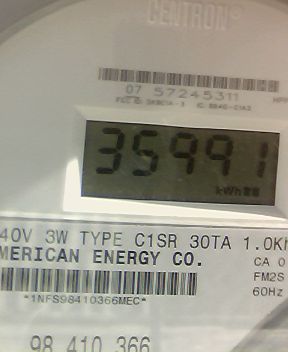 CENTRON®
07 57245311
35991
kWh
40V 3W TYPE C1SR 30TA 1.0Kh
MERICAN ENERGY CO.
CA 0
FM2S
*1NFS98410366MEC*
60Hz
98 410 366